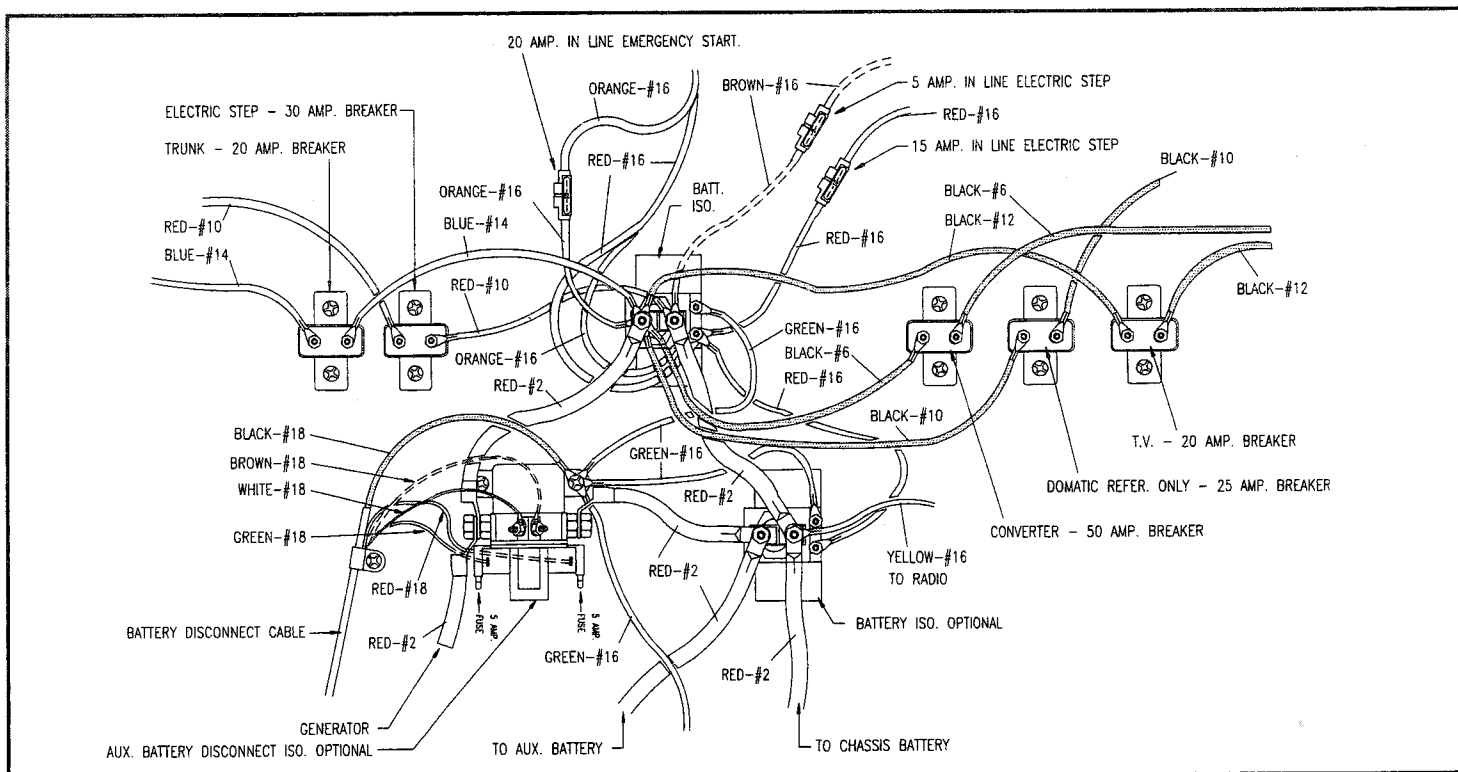 20 AMP. IN LINE EMERGENCY START.
ORANGE-#16
BROWN-#16
5 AMP. IN LINE ELECTRIC STEP
ELECTRIC STEP - 30 AMP. BREAKER
RED-#16
TRUNK - 20 AMP. BREAKER
RED-#16
15 AMP. IN LINE ELECTRIC STEP
BLACK-#10
ORANGE-#16
BATT.
ISO.
BLACK-#6
RED-#10
BLUE-#14
BLACK-#12
BLUE-#14
RED-#16
RED-#10
BLACK-#12
GREEN-#16
ORANGE-#16
BLACK-#6
RED-#2
RED-#16
BLACK-#10
BLACK-#18
T.V. - 20 AMP. BREAKER
BROWN-#18
GREEN-#16
WHITE-#18
RED-#2
DOMATIC REFER. ONLY - 25 AMP. BREAKER
GREEN-#18
CONVERTER - 50 AMP. BREAKER
YELLOW-#16
TO RADIO
RED-#2
RED-#18
5 AMP.
FUSE
5 AMP.
FUSE
BATTERY DISCONNECT CABLE
RED-#2
BATTERY ISO. OPTIONAL
GREEN-#16
RED-#2
GENERATOR
AUX. BATTERY DISCONNECT ISO. OPTIONAL
TO AUX. BATTERY
TO CHASSIS BATTERY